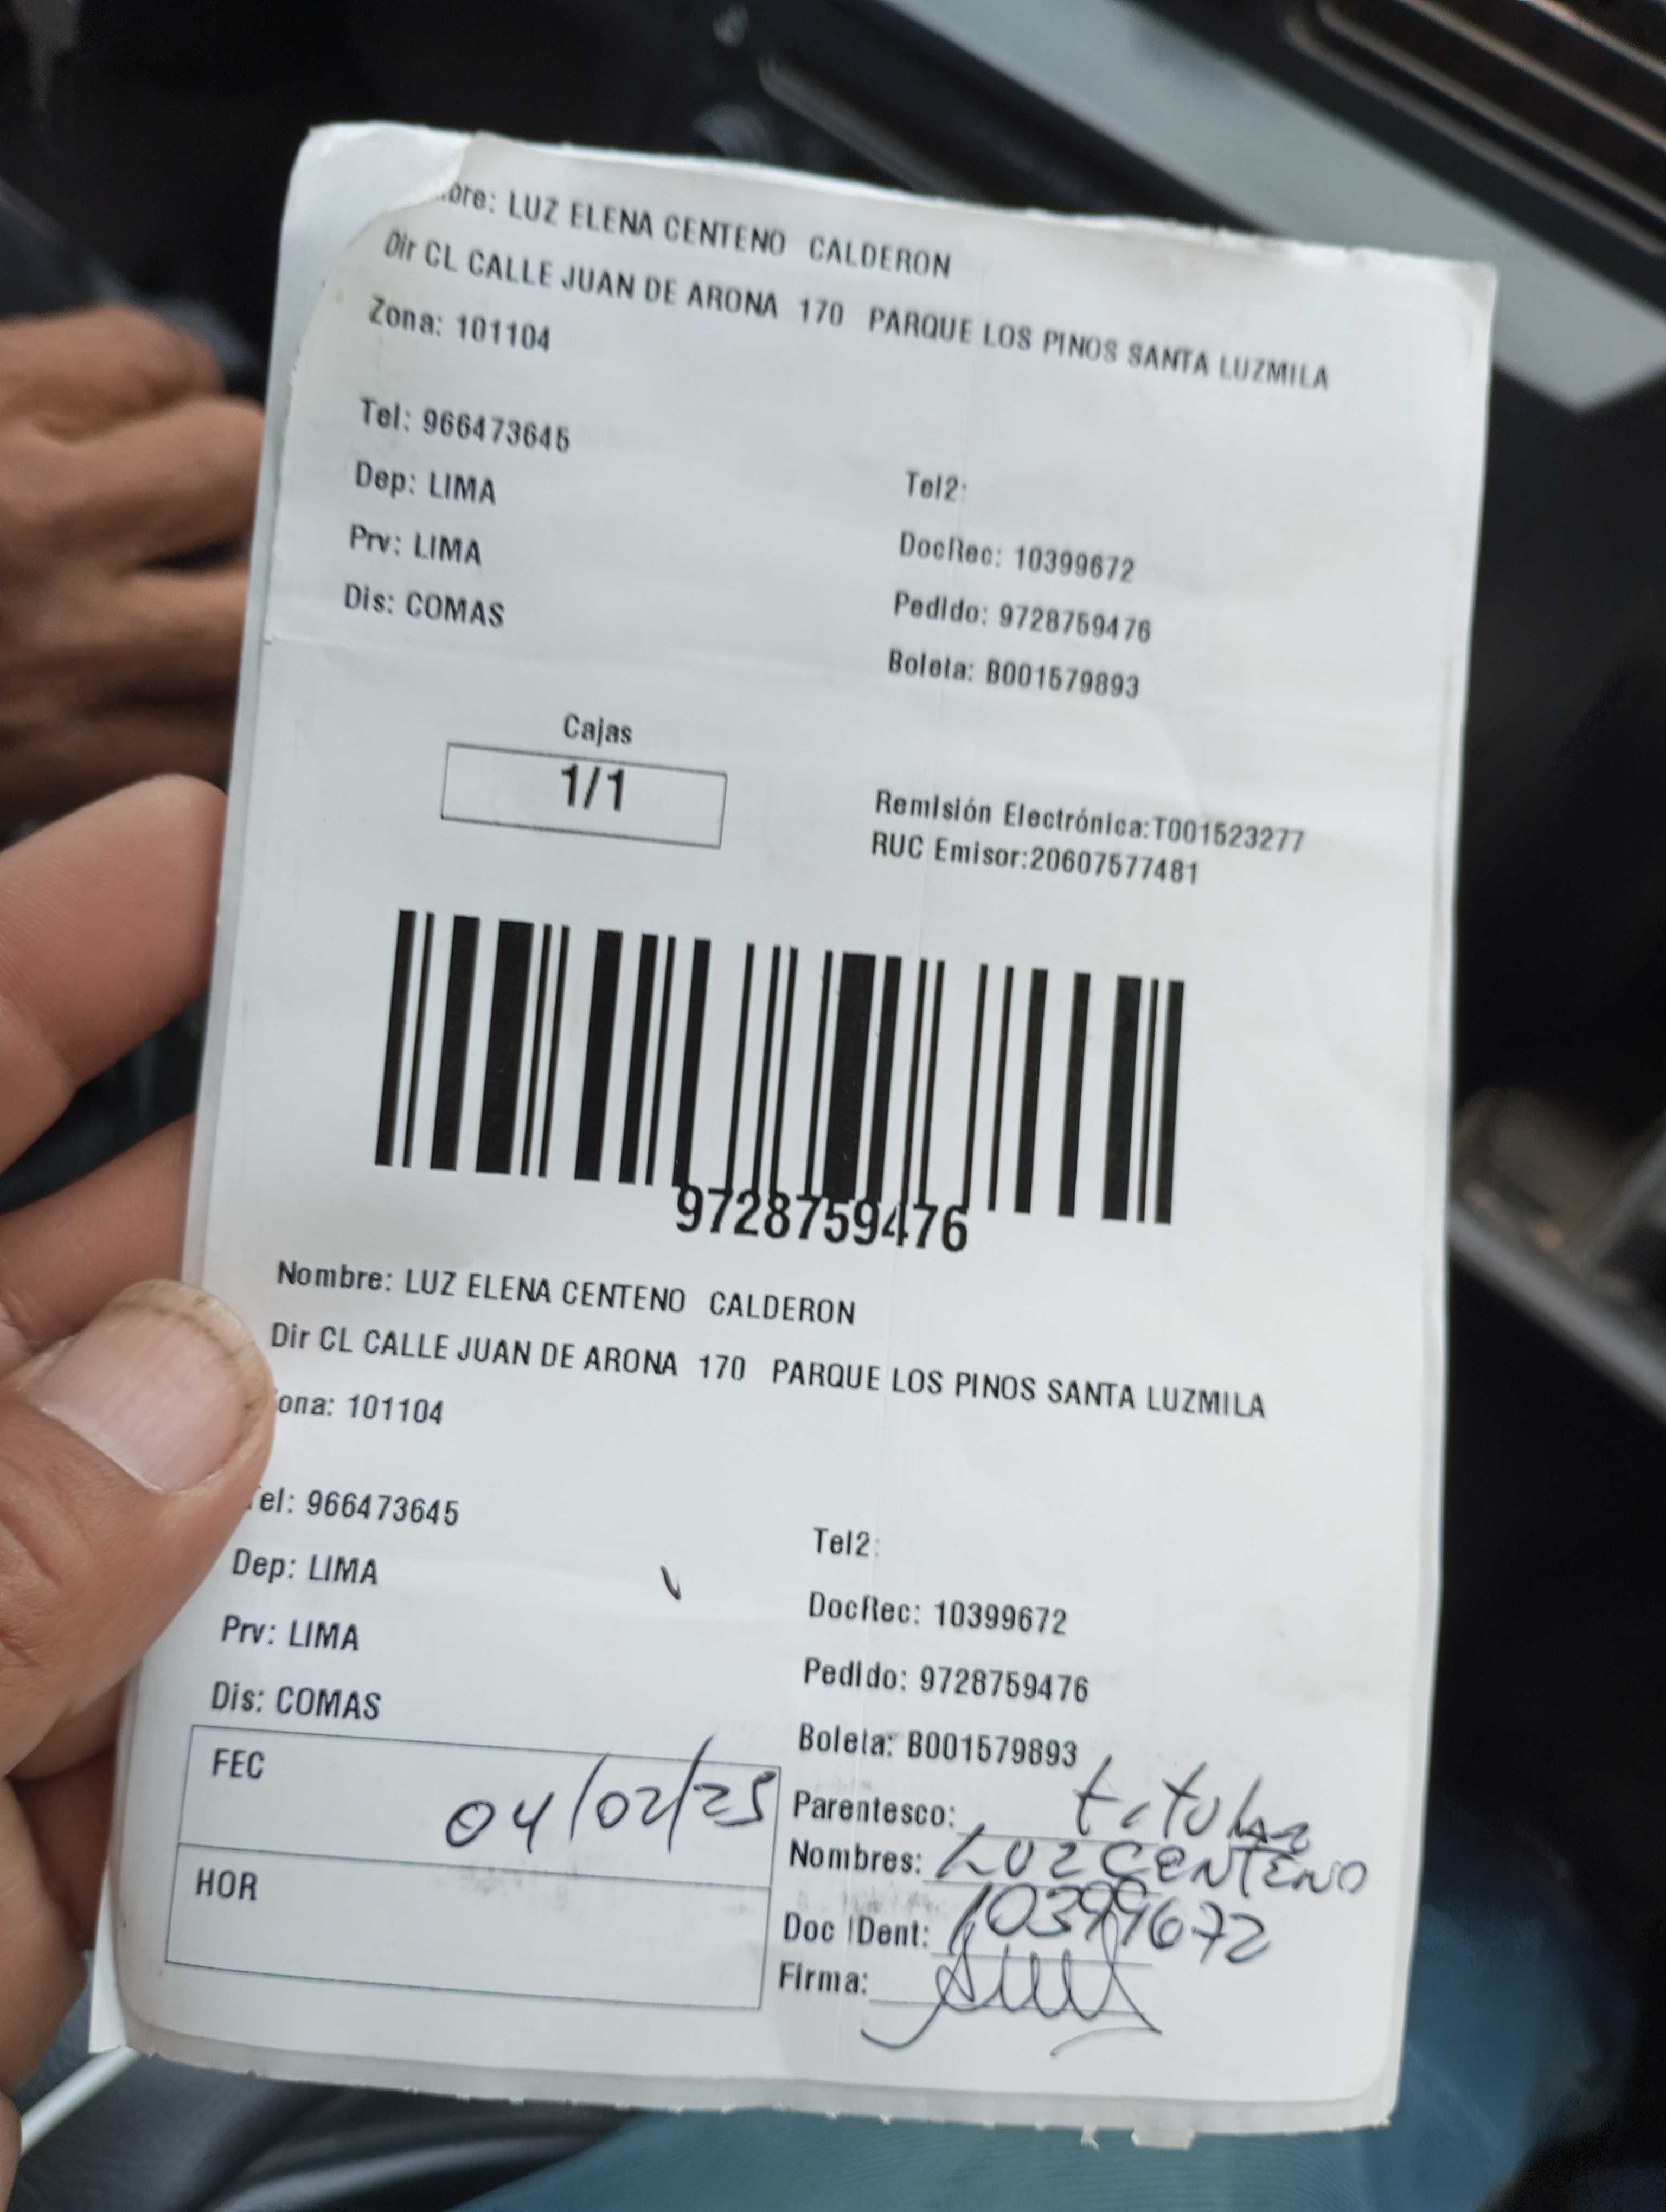 bre: LUZ ELENA CENTENO CALDERON
Dir CL CALLE JUAN DE ARONA 170 PARQUE LOS PINOS SANTA LUZMILA
Zona: 101104
Tel: 966473645
Tel2:
Dep: LIMA
DocRec: 10399672
Prv: LIMA
Pedido: 9728759476
Dis: COMAS
Boleta: B001579893
Cajas
1/1
Remisión Electrónica:T001523277
RUC Emisor:20607577481
9728759476
Nombre: LUZ ELENA CENTENO CALDERON
Dir CL CALLE JUAN DE ARONA 170 PARQUE LOS PINOS SANTA LUZMILA
ona: 101104
Tel: 966473645
Tel2:
Dep: LIMA
DocRec: 10399672
Prv: LIMA
Pedido: 9728759476
Dis: COMAS
Boleta: B001579893
FEC 04/02/25
Parentesco: titular
Nombres: LUZ CENTENO
HOR
Doc IDent: 10399672
Firma: